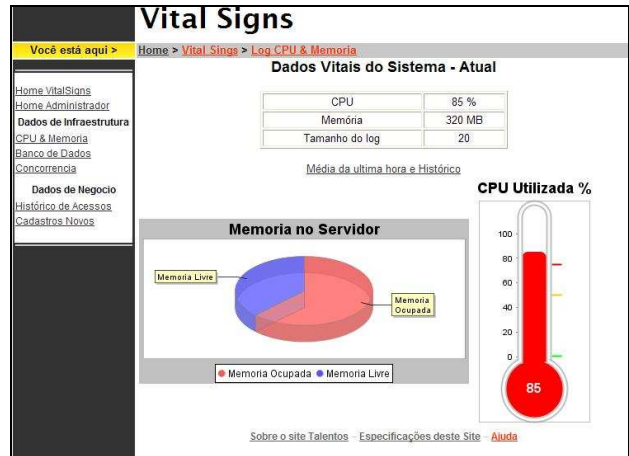 Vital Signs
Você está aqui >
Home > Vital Sings > Log CPU & Memoria
Home VitalSigns
Home Administrador
Dados de Infraestrutura
CPU & Memoria
Banco de Dados
Concorrencia
Dados de Negocio
Histórico de Acessos
Cadastros Novos
Dados Vitais do Sistema - Atual
CPU 85 %
Memória 320 MB
Tamanho do log 20
Média da ultima hora e Histórico
Memoria no Servidor
Memoria Livre
Memoria
Ocupada
Memoria Ocupada Memoria Livre
CPU Utilizada %
100
80
60
40
20
0
85
Sobre o site Talentos - Especificações deste Site - Ajuda